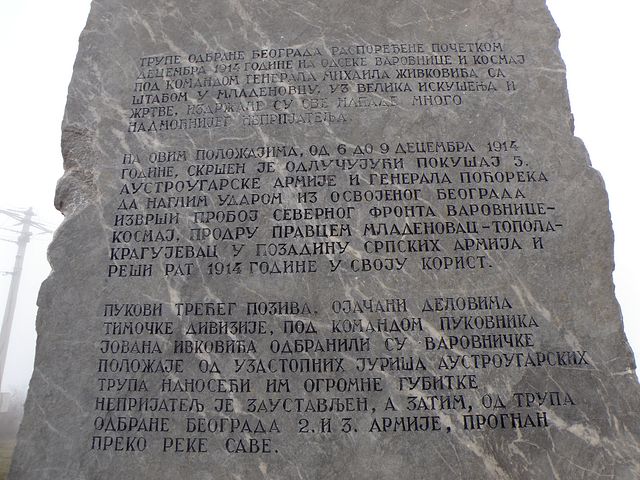 ТРУПЕ ОДБРАНЕ БЕОГРАДА РАСПОРЕЂЕНЕ ПОЧЕТКОМ
ДЕЦЕМБРА 1914 ГОДИНЕ НА ОДСЕКЕ ВАРОВНИЦЕ И КОСМАЈ
ПОД КОМАНДОМ ГЕНЕРАЛА МИХАИЛА ЖИВКОВИЋА СА
ШТАБОМ У МЛАДЕНОВЦУ, УЗ ВЕЛИКА ИСКУШЕЊА И
ЖРТВЕ, ИЗДРЖАЛЕ СУ СВЕ НАПАДЕ МНОГО
НАДМОЋНИЈЕГ НЕПРИЈАТЕЉА
НА ОВИМ ПОЛОЖАЈИМА, ОД 6 ДО 9 ДЕЦЕМБРА 1914
ГОДИНЕ, СКРШЕН ЈЕ ОДЛУЧУЈУЋИ ПОКУШАЈ 5.
АУСТРОУГАРСКЕ АРМИЈЕ И ГЕНЕРАЛА ПОЋОРЕКА
ДА НАГЛИМ УДАРОМ ИЗ ОСВОЈЕНОГ БЕОГРАДА
ИЗВРШИ ПРОБОЈ СЕВЕРНОГ ФРОНТА ВАРОВНИЦЕ-
КОСМАЈ, ПРОДРУ ПРАВЦЕМ МЛАДЕНОВАЦ-ТОПОЛА-
КРАГУЈЕВАЦ У ПОЗАДИНУ СРПСКИХ АРМИЈА И
РЕШИ РАТ 1914 ГОДИНЕ У СВОЈУ КОРИСТ.
ПУКОВИ ТРЕЋЕГ ПОЗИВА, ОЈАЧАНИ ДЕЛОВИМА
ТИМОЧКЕ ДИВИЗИЈЕ, ПОД КОМАНДОМ ПУКОВНИКА
ЈОВАНА ИВКОВИЋА ОДБРАНИЛИ СУ ВАРОВНИЧКЕ
ПОЛОЖАЈЕ ОД УЗАСТОПНИХ ЈУРИША АУСТРОУГАРСКИХ
ТРУПА НАНОСЕЋИ ИМ ОГРОМНЕ ГУБИТКЕ
НЕПРИЈАТЕЉ ЈЕ ЗАУСТАВЉЕН, А ЗАТИМ, ОД ТРУПА
ОДБРАНЕ БЕОГРАДА 2. И 3. АРМИЈЕ, ПРОГНАН
ПРЕКО РЕКЕ САВЕ.